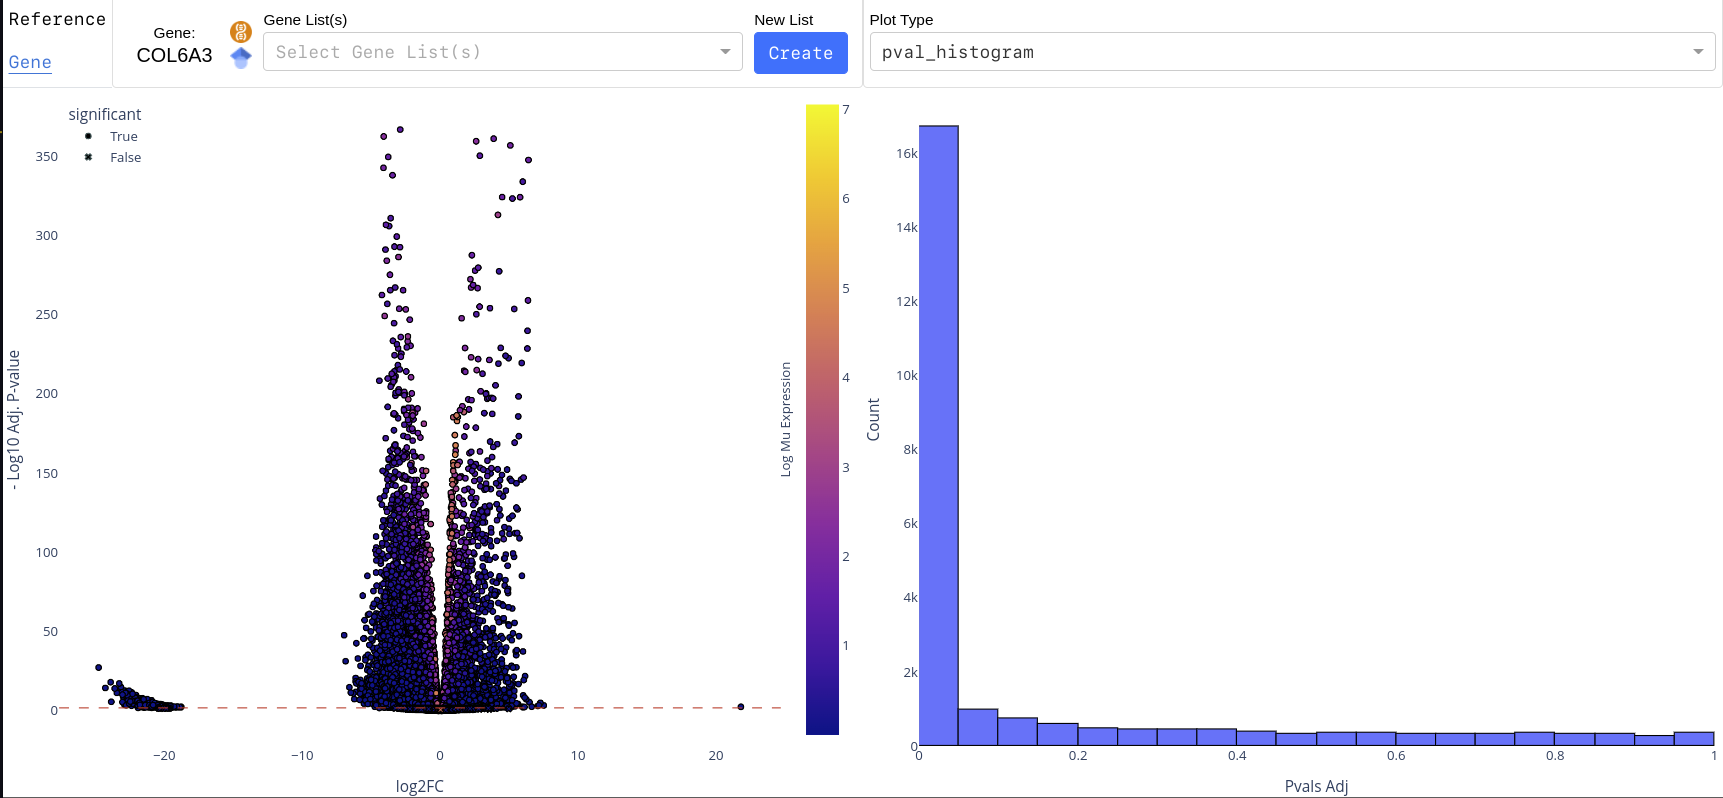 Reference
Gene
Gene:
COL6A3
Gene List(s)
Select Gene List(s)
New List
Create
Plot Type
pval_histogram
significant
True
False
350
300
250
200
150
100
50
0
- Log10 Adj. P-value
−20
−10
0
10
20
log2FC
7
6
5
4
3
2
1
Log Mu Expression
16k
14k
12k
10k
8k
6k
4k
2k
0
Count
0
0.2
0.4
0.6
0.8
1
Pvals Adj